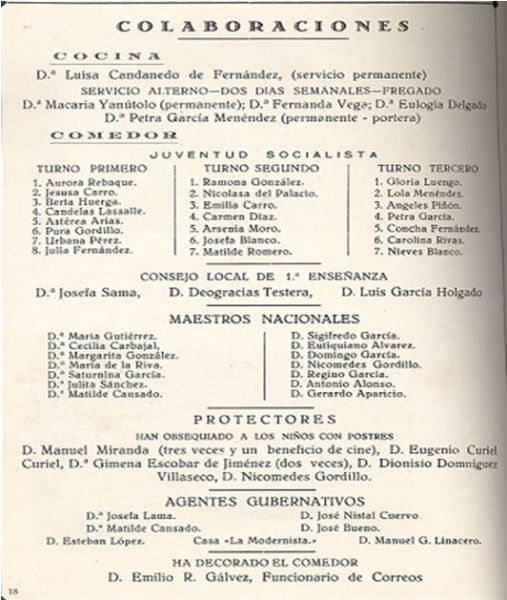 COLABORACIONES
COCINA
D.ª Luisa Candanedo de Fernández, (servicio permanente)
SERVICIO ALTERNO—DOS DIAS SEMANALES—FREGADO
D.ª Macaria Yanútolo (permanente); D.ª Fernanda Vega; D.ª Eulogia Delgado
D.ª Petra García Menéndez (permanente - portera)
COMEDOR
JUVENTUD SOCIALISTA
TURNO PRIMERO
1. Aurora Rebaque.
2. Jesusa Carro.
3. Berta Huerga.
4. Candelas Lassalle.
5. Astérea Arias.
6. Pura Gordillo.
7. Urbana Pérez.
8. Julia Fernández.
TURNO SEGUNDO
1. Ramona González.
2. Nicolasa del Palacio.
3. Emilia Carro.
4. Carmen Díaz.
5. Arsenia Moro.
6. Josefa Blanco.
7. Matilde Romero.
TURNO TERCERO
1. Gloria Luengo.
2. Lola Menéndez.
3. Angeles Piñón.
4. Petra García.
5. Concha Fernández
6. Carolina Rivas.
7. Nieves Blanco.
CONSEJO LOCAL DE 1.ª ENSEÑANZA
D.ª Josefa Sama, D. Deogracias Testera, D. Luis García Holgado
MAESTROS NACIONALES
D.ª María Gutiérrez.
D.ª Cecilia Carbajal,
D.ª Margarita González.
D.ª María de la Riva.
D.ª Saturnina García.
D.ª Julita Sánchez.
D.ª Matilde Cansado.
D. Sigifredo García.
D. Eutiquiano Alvarez.
D. Domingo García.
D. Nicomedes Gordillo.
D. Regino García.
D. Antonio Alonso.
D. Gerardo Aparicio.
PROTECTORES
HAN OBSEQUIADO A LOS NIÑOS CON POSTRES
D. Manuel Miranda (tres veces y un beneficio de cine), D. Eugenio Curiel
Curiel, D.ª Gimena Escobar de Jiménez (dos veces), D. Dionisio Domníguez
Villaseco, D. Nicomedes Gordillo.
AGENTES GUBERNATIVOS
D.ª Josefa Lama. D. José Nistal Cuervo.
D.ª Matilde Cansado. D. José Bueno.
D. Esteban López. Casa «La Modernista.» D. Manuel G. Linacero.
HA DECORADO EL COMEDOR
D. Emilio R. Gálvez, Funcionario de Correos
18